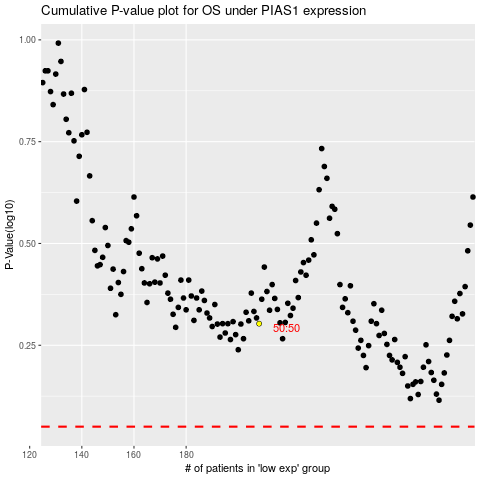 Cumulative P-value plot for OS under PIAS1 expression
P-Value(log10)
1.00
0.75
0.50
0.25
50:50
120 140 160 180
# of patients in 'low exp' group